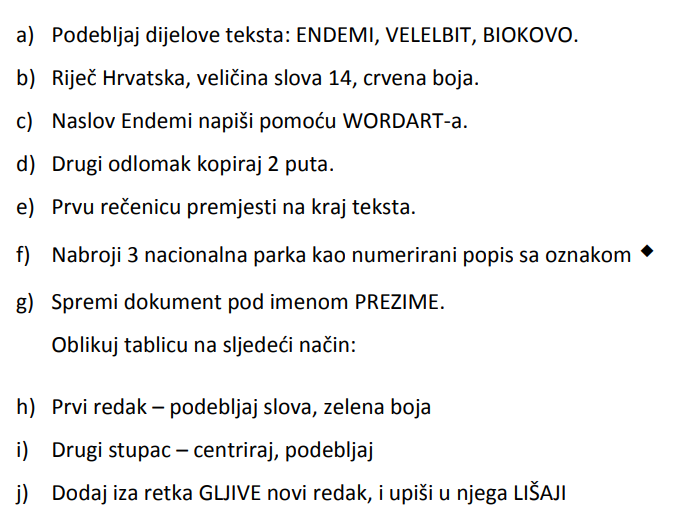 a) Podebljaj dijelove teksta: ENDEMI, VELELBIT, BIOKOVO.
b) Riječ Hrvatska, veličina slova 14, crvena boja.
c) Naslov Endemi napiši pomoću WORDART-a.
d) Drugi odlomak kopiraj 2 puta.
e) Prvu rečenicu premjesti na kraj teksta.
f) Nabroji 3 nacionalna parka kao numerirani popis sa oznakom ◆
g) Spremi dokument pod imenom PREZIME.
Oblikuj tablicu na sljedeći način:
h) Prvi redak – podebljaj slova, zelena boja
i) Drugi stupac – centriraj, podebljaj
j) Dodaj iza retka GLJIVE novi redak, i upiši u njega LIŠAJI